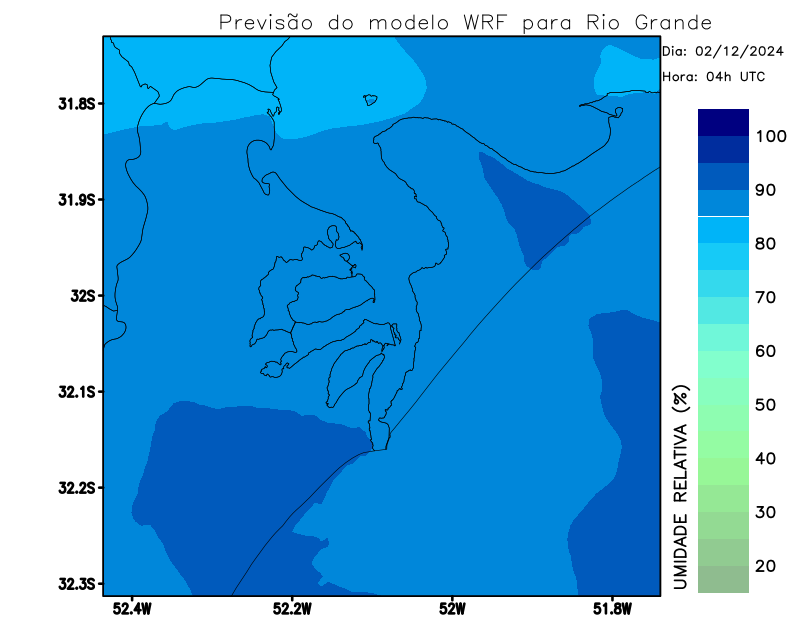 Previsão do modelo WRF para Rio Grande
Dia: 02/12/2024
Hora: 04h UTC
31.8S
31.9S
32S
32.1S
32.2S
32.3S
52.4W
52.2W
52W
51.8W
100
90
80
70
60
50
40
30
20
UMIDADE RELATIVA (%)